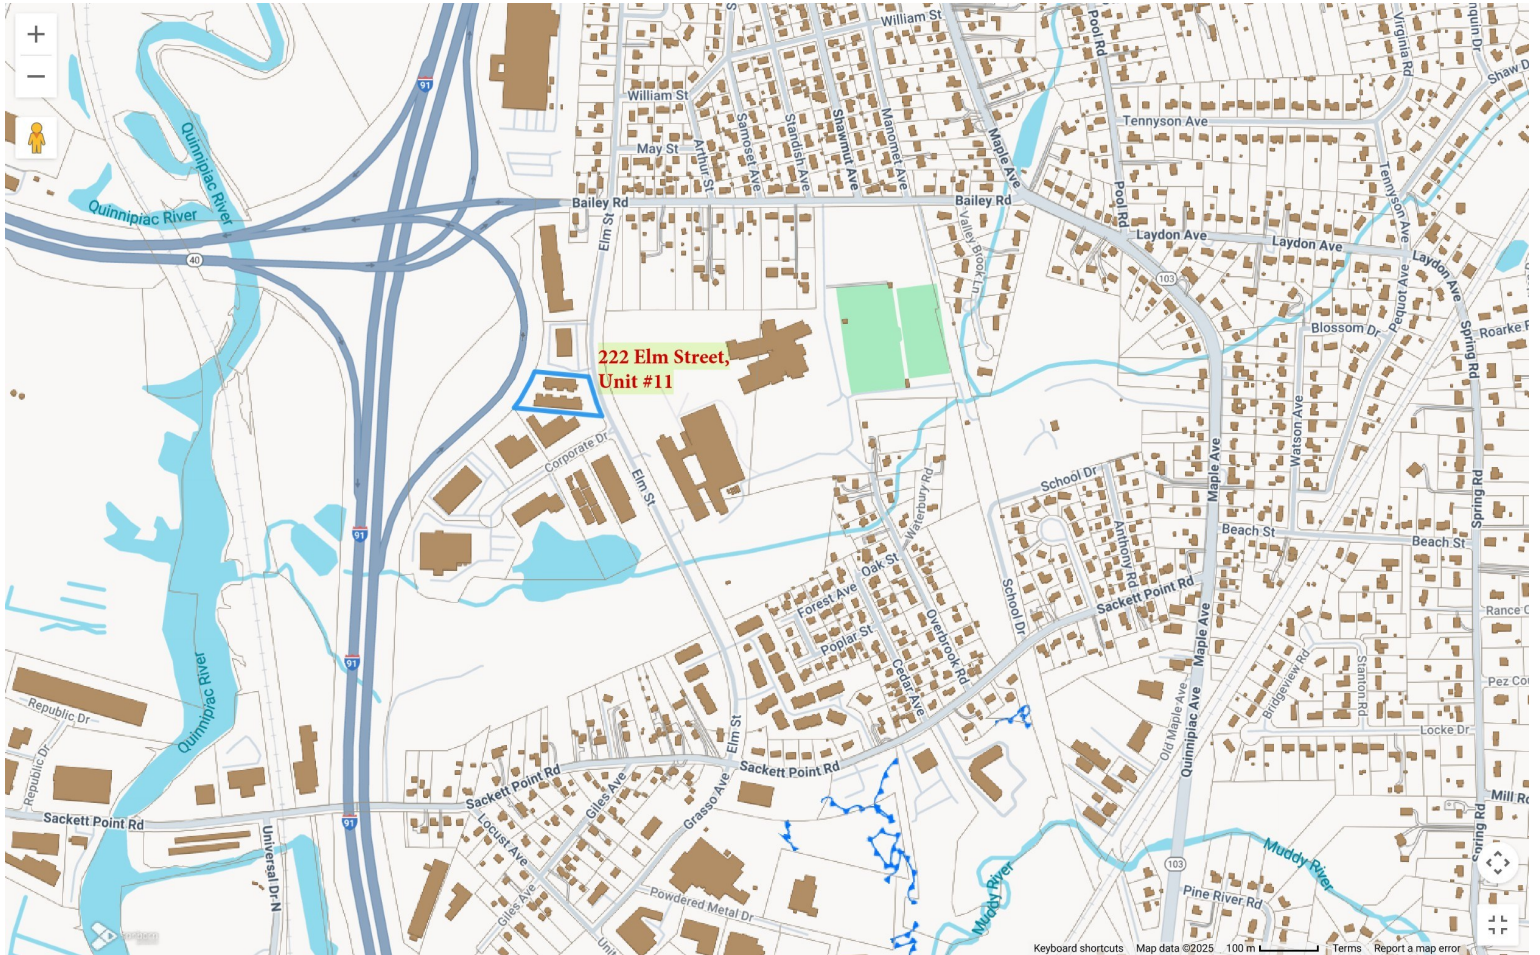 +
−
William St
Pool Rd
Virginia Rd
Shaw D
91
William St
Tennyson Ave
Quinnipiac River
Samoset Ave
Standish Ave
Shawmut Ave
Manomet Ave
Maple Ave
May St
Arthur St
Tennyson Ave
Quinnipiac River
Bailey Rd
Bailey Rd
Pool Rd
Elm St
Valley Brook Ln
Laydon Ave
Laydon Ave
Laydon Ave
40
103
Pequot Ave
Blossom Dr
Spring Rd
Roarke
222 Elm Street,
Unit #11
Corporate Dr
Elm St
Watson Ave
Maple Ave
School Dr
Waterbury Rd
Spring Rd
91
Anthony Rd
Beach St
Beach St
Oak St
Forest Ave
School Dr
Sackett Point Rd
Rance
Poplar St
Overbrook Rd
Maple Ave
91
Cedar Ave
Bridgeview Rd
Stanton Rd
Pez Co
Quinnipiac River
Republic Dr
Old Maple Ave
Quinnipiac Ave
Locke Dr
Elm St
Republic Dr
Sackett Point Rd
Sackett Point Rd
Giles Ave
Grasso Ave
Mill R
Sackett Point Rd
91
Locust Ave
Universal Dr N
Spring Rd
Muddy River
Muddy River
103
Giles Ave
Powdered Metal Dr
Pine River Rd
Keyboard shortcuts Map data ©2025 100 m Terms Report a map error